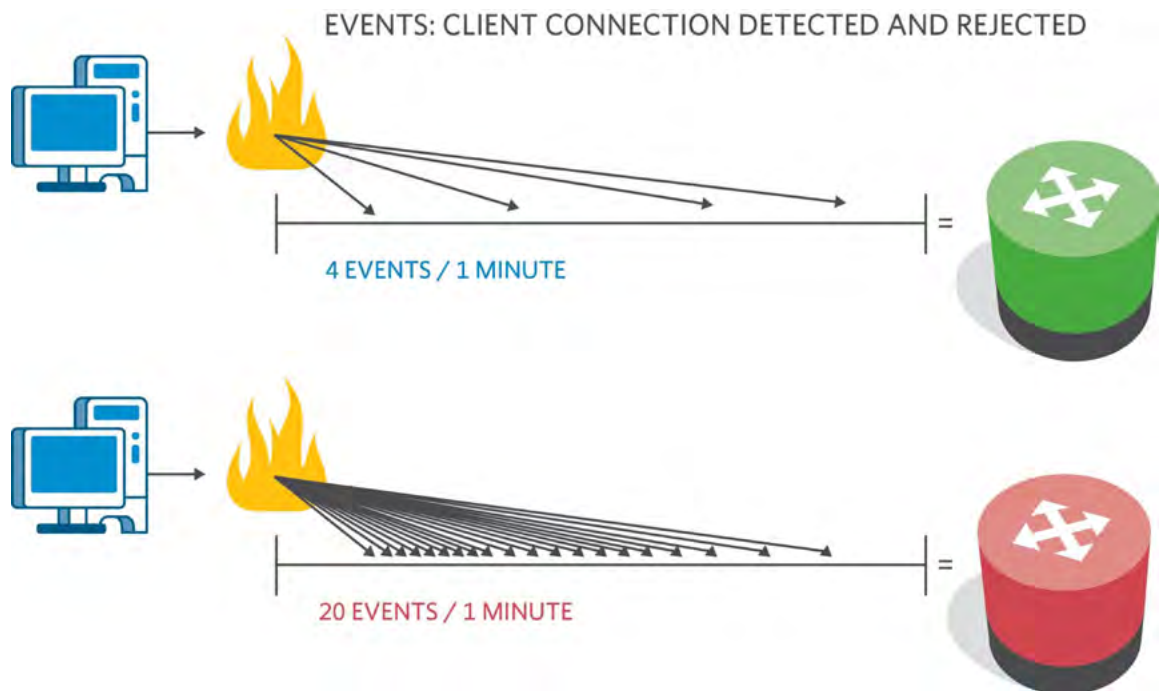 EVENTS: CLIENT CONNECTION DETECTED AND REJECTED
=
4 EVENTS / 1 MINUTE
=
20 EVENTS / 1 MINUTE